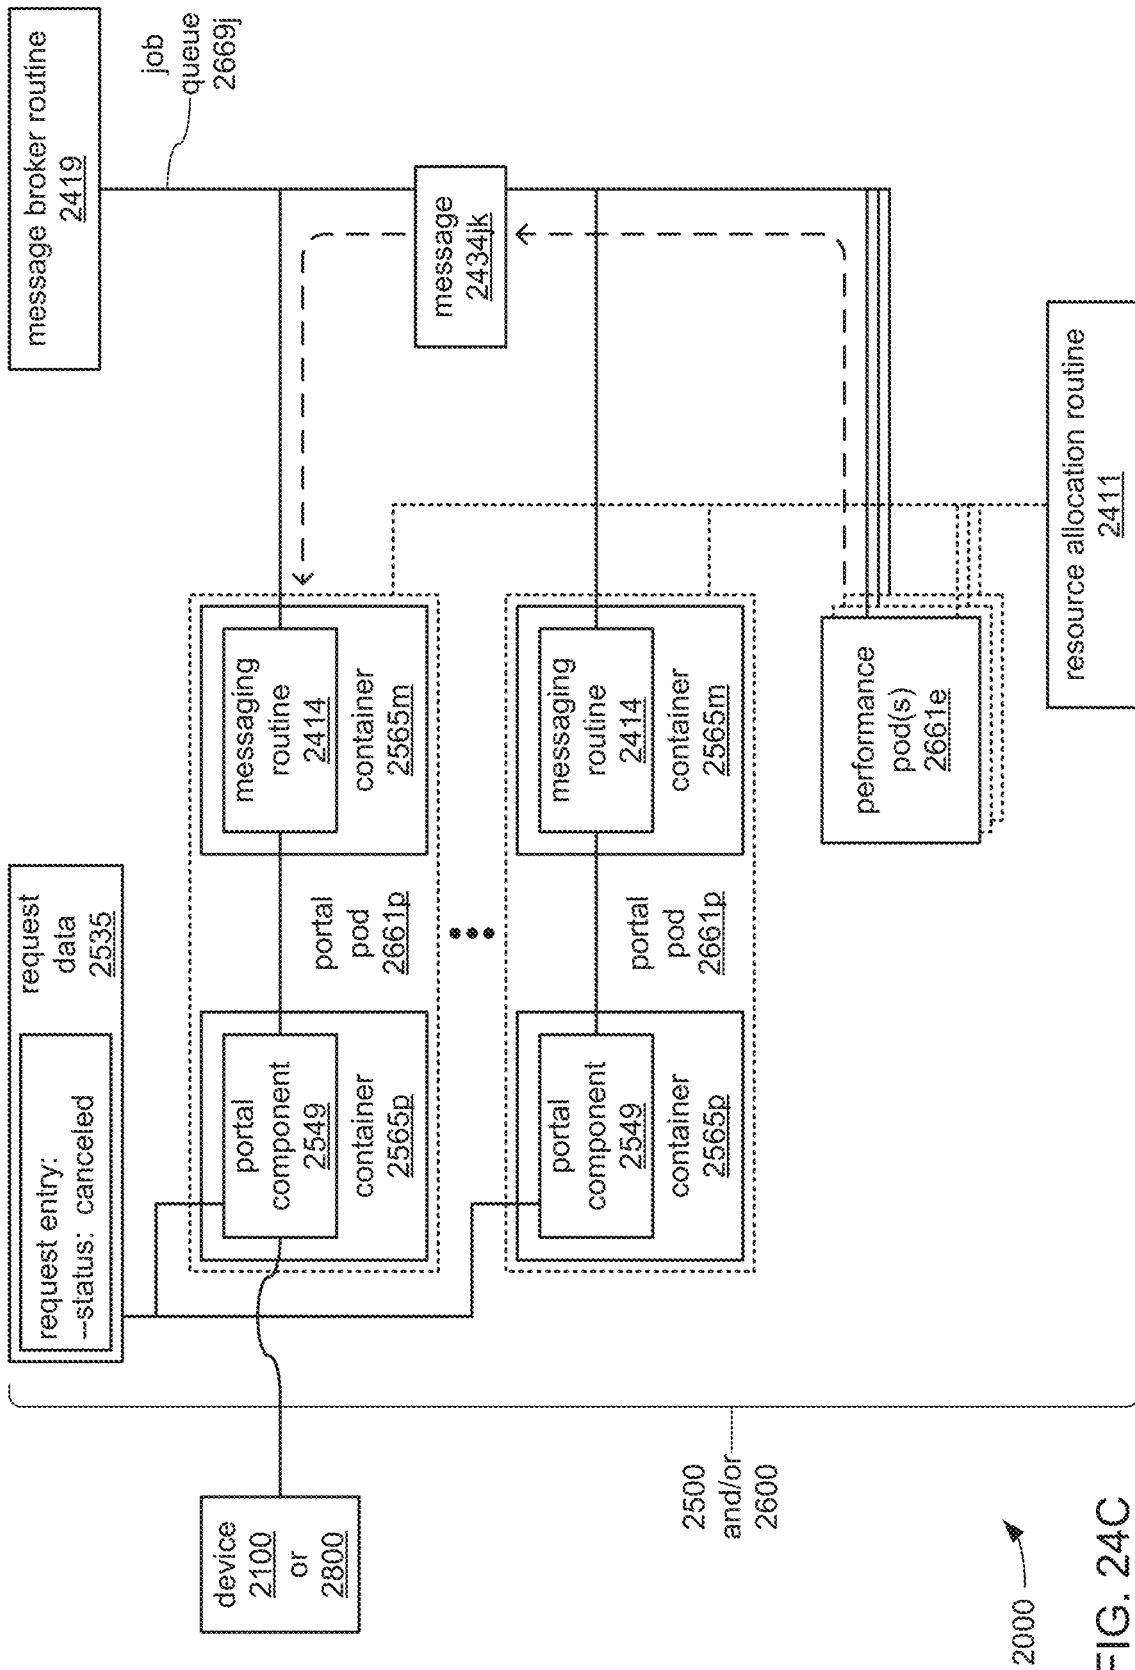 device
2100
or
2800
request entry:
--status: canceled
request
data
2535
message broker routine
2419
job
queue
2669j
portal
component
2549
container
2565p
portal
pod
2661p
messaging
routine
2414
container
2565m
message
2434jk
portal
component
2549
container
2565p
portal
pod
2661p
messaging
routine
2414
container
2565m
2500
and/or
2600
performance
pod(s)
2661e
resource allocation routine
2411
2000
FIG. 24C